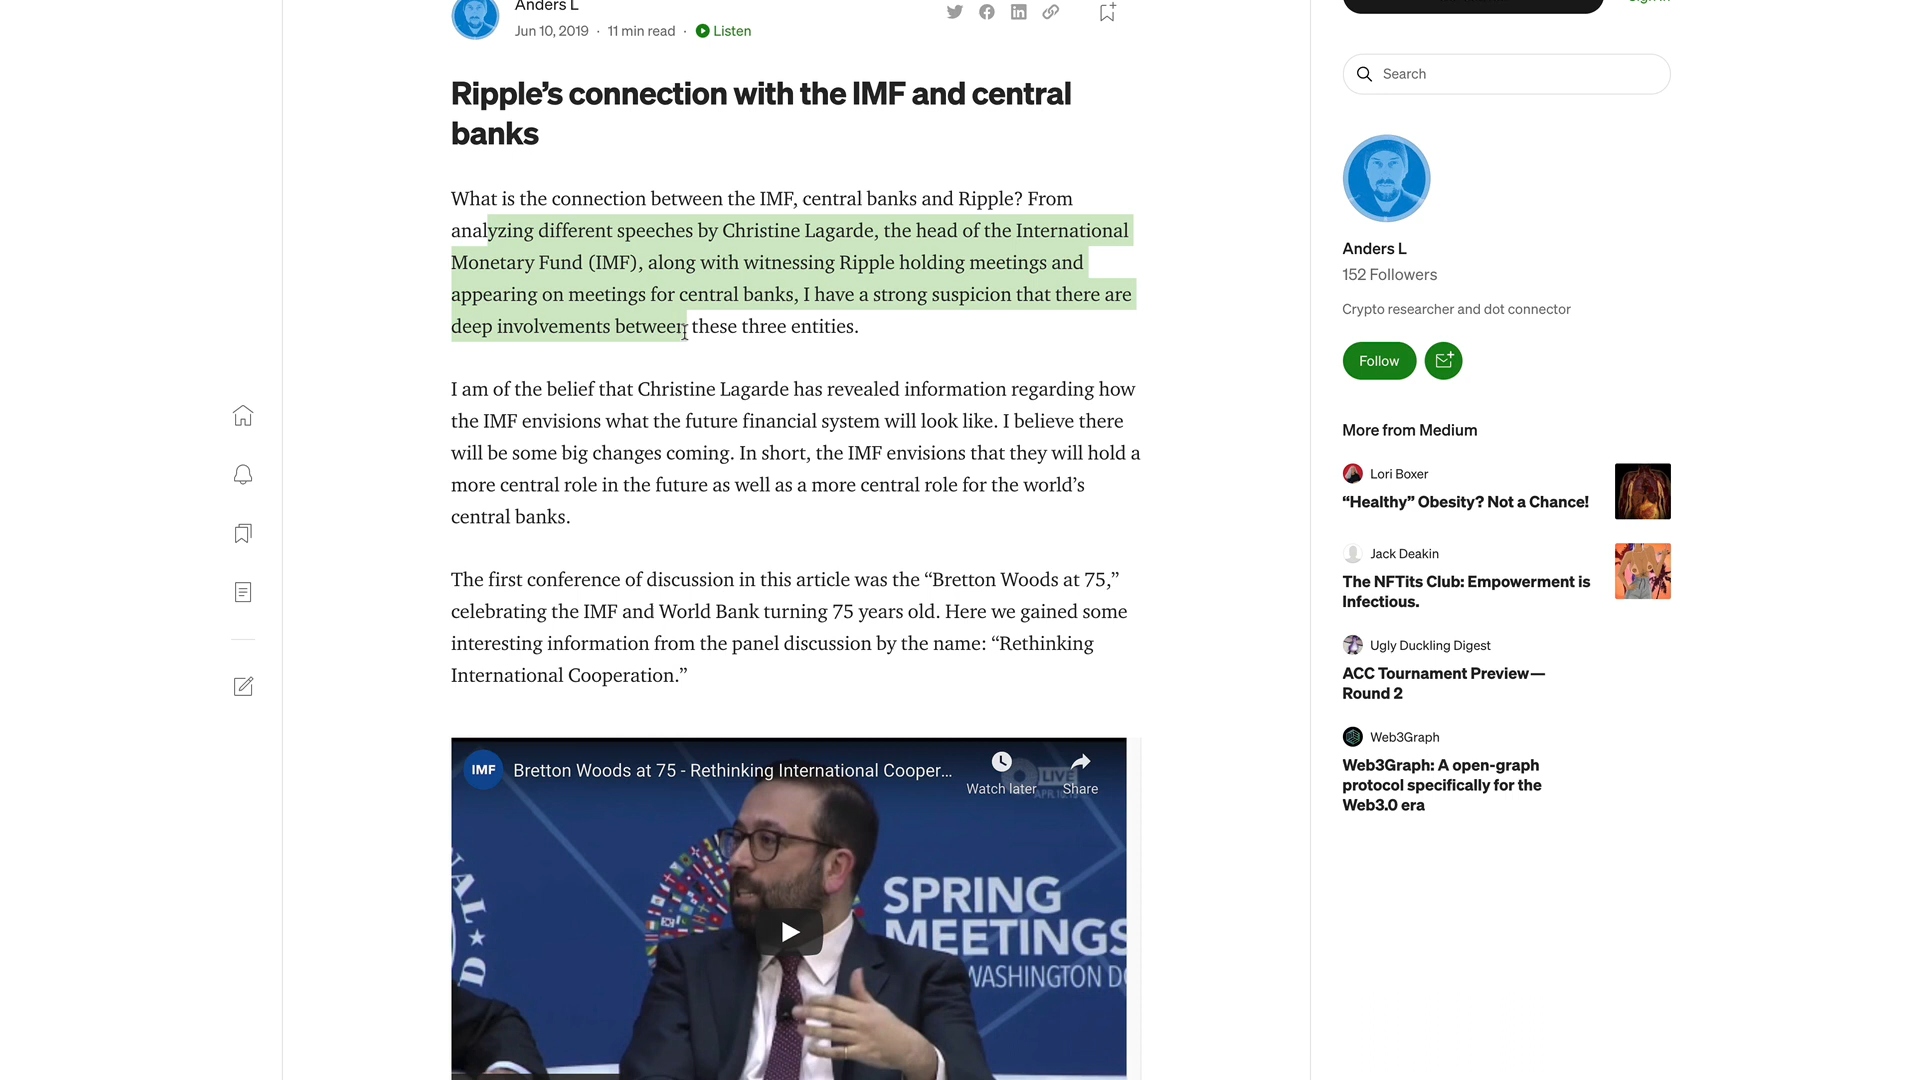 Anders L
Jun 10, 2019 · 11 min read · Listen
Ripple’s connection with the IMF and central
banks
What is the connection between the IMF, central banks and Ripple? From
analyzing different speeches by Christine Lagarde, the head of the International
Monetary Fund (IMF), along with witnessing Ripple holding meetings and
appearing on meetings for central banks, I have a strong suspicion that there are
deep involvements between these three entities.
I am of the belief that Christine Lagarde has revealed information regarding how
the IMF envisions what the future financial system will look like. I believe there
will be some big changes coming. In short, the IMF envisions that they will hold a
more central role in the future as well as a more central role for the world’s
central banks.
The first conference of discussion in this article was the “Bretton Woods at 75,”
celebrating the IMF and World Bank turning 75 years old. Here we gained some
interesting information from the panel discussion by the name: “Rethinking
International Cooperation.”
IMF
Bretton Woods at 75 - Rethinking International Cooper...
Watch later
Share
LIVE
SPRING
MEETINGS
WASHINGTON D
Search
Anders L
152 Followers
Crypto researcher and dot connector
Follow
More from Medium
Lori Boxer
“Healthy” Obesity? Not a Chance!
Jack Deakin
The NFTits Club: Empowerment is
Infectious.
Ugly Duckling Digest
ACC Tournament Preview—
Round 2
Web3Graph
Web3Graph: A open-graph
protocol specifically for the
Web3.0 era